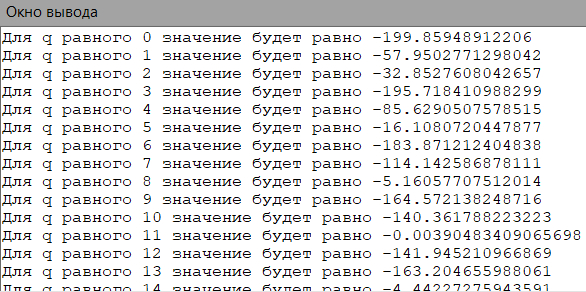 Окно вывода
Для q равного 0 значение будет равно -199.85948912206
Для q равного 1 значение будет равно -57.9502771298042
Для q равного 2 значение будет равно -32.8527608042657
Для q равного 3 значение будет равно -195.718410988299
Для q равного 4 значение будет равно -85.6290507578515
Для q равного 5 значение будет равно -16.1080720447877
Для q равного 6 значение будет равно -183.871212404838
Для q равного 7 значение будет равно -114.142586878111
Для q равного 8 значение будет равно -5.16057707512014
Для q равного 9 значение будет равно -164.572138248716
Для q равного 10 значение будет равно -140.361788223223
Для q равного 11 значение будет равно -0.00390483409065698
Для q равного 12 значение будет равно -141.945210966869
Для q равного 13 значение будет равно -163.204655988061
Для q равного 14 значение будет равно -4.44227275943591